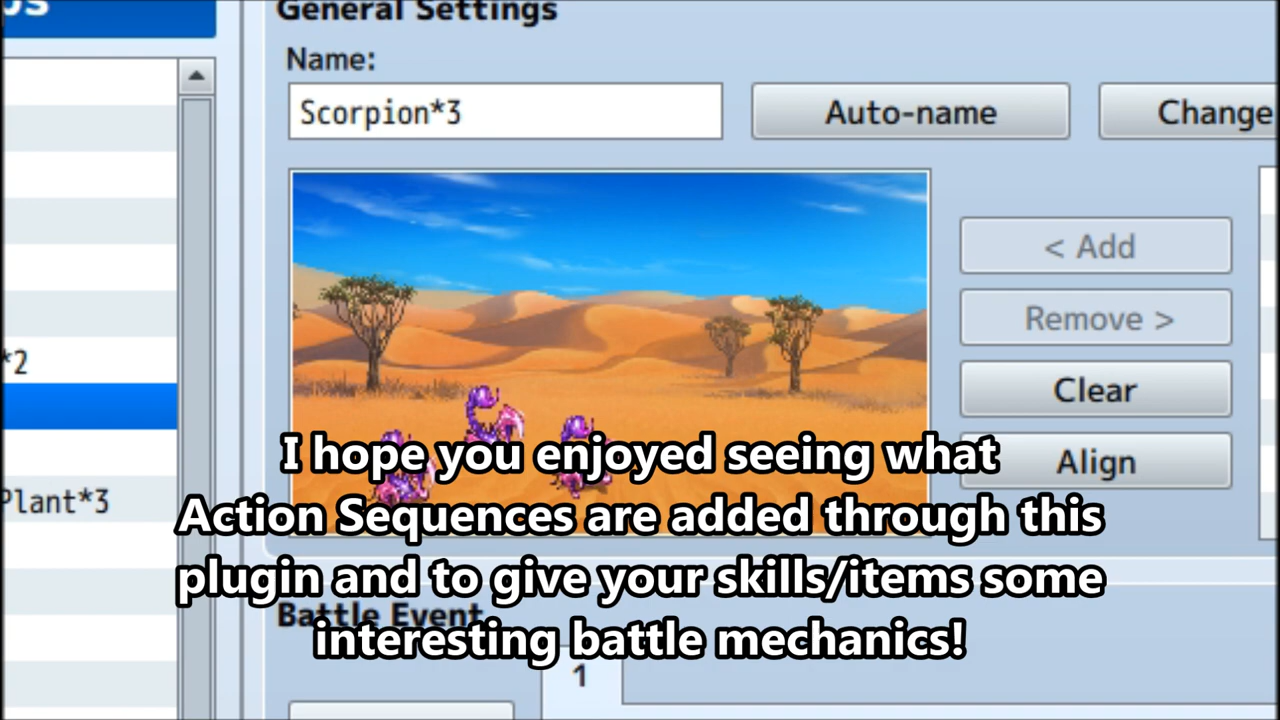 General Settings
Name:
Scorpion*3
Auto-name
Change
< Add
Remove >
Clear
Align
*2
Plant*3
I hope you enjoyed seeing what
Action Sequences are added through this
plugin and to give your skills/items some
interesting battle mechanics!
Battle Event
1